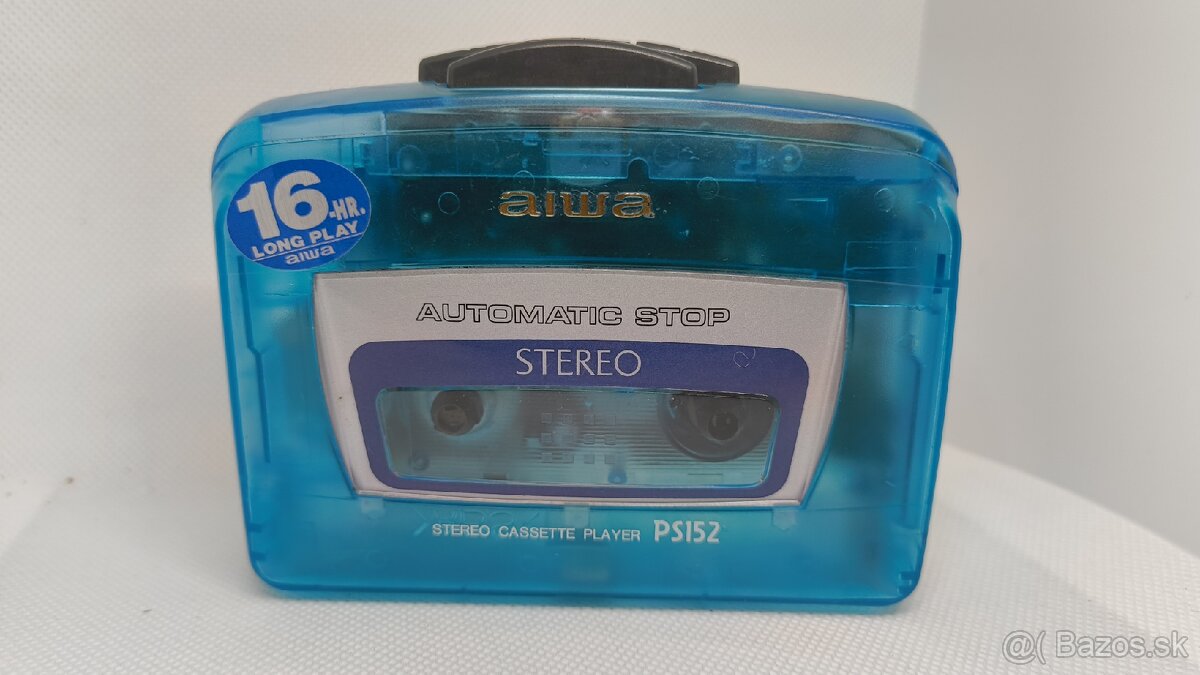 aiwa
16-HR.
LONG PLAY
aiwa
AUTOMATIC STOP
STEREO
STEREO CASSETTE PLAYER PS152
@( Bazos.sk